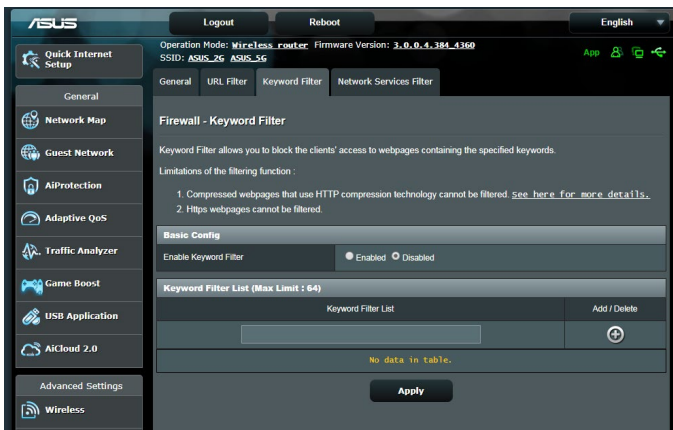 ASUS
Logout
Reboot
English
Quick Internet Setup
Operation Mode: Wireless router Firmware Version: 3.0.0.4.384_4360
SSID: ASUS_2G ASUS_5G
App
General
URL Filter
Keyword Filter
Network Services Filter
General
Network Map
Guest Network
AiProtection
Adaptive QoS
Traffic Analyzer
Game Boost
USB Application
AiCloud 2.0
Advanced Settings
Wireless
Firewall - Keyword Filter
Keyword Filter allows you to block the clients' access to webpages containing the specified keywords.
Limitations of the filtering function :
1. Compressed webpages that use HTTP compression technology cannot be filtered. See here for more details.
2. Https webpages cannot be filtered.
Basic Config
Enable Keyword Filter
Enabled Disabled
Keyword Filter List (Max Limit : 64)
Keyword Filter List
Add / Delete
No data in table.
Apply